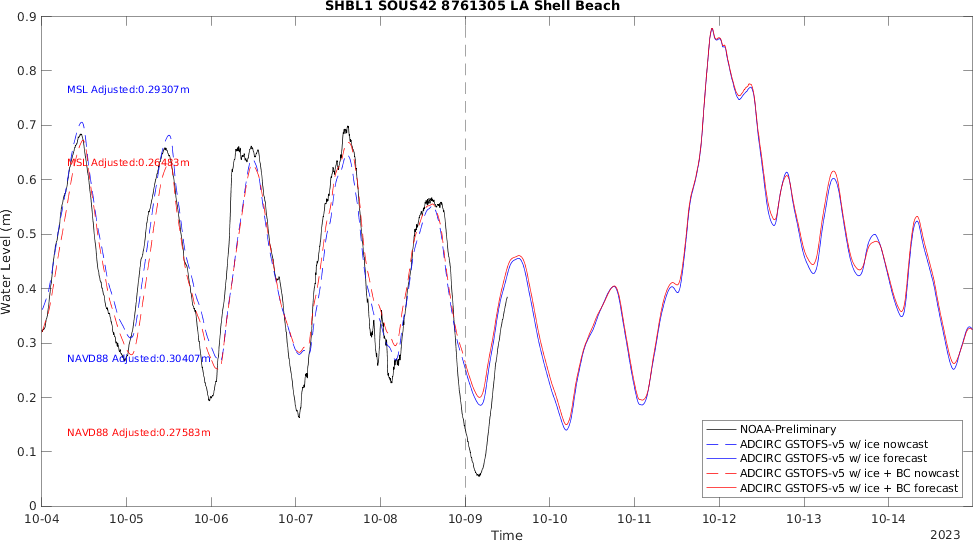 SHBL1 SOUS42 8761305 LA Shell Beach
0.9
0.8
0.7
0.6
0.5
0.4
0.3
0.2
0.1
0
Water Level (m)
MSL Adjusted:0.29307m
MSL Adjusted:0.26483m
NAVD88 Adjusted:0.30407m
NAVD88 Adjusted:0.27583m
NOAA-Preliminary
ADCIRC GSTOFS-v5 w/ ice nowcast
ADCIRC GSTOFS-v5 w/ ice forecast
ADCIRC GSTOFS-v5 w/ ice + BC nowcast
ADCIRC GSTOFS-v5 w/ ice + BC forecast
10-04 10-05 10-06 10-07 10-08 10-09 10-10 10-11 10-12 10-13 10-14
Time
2023